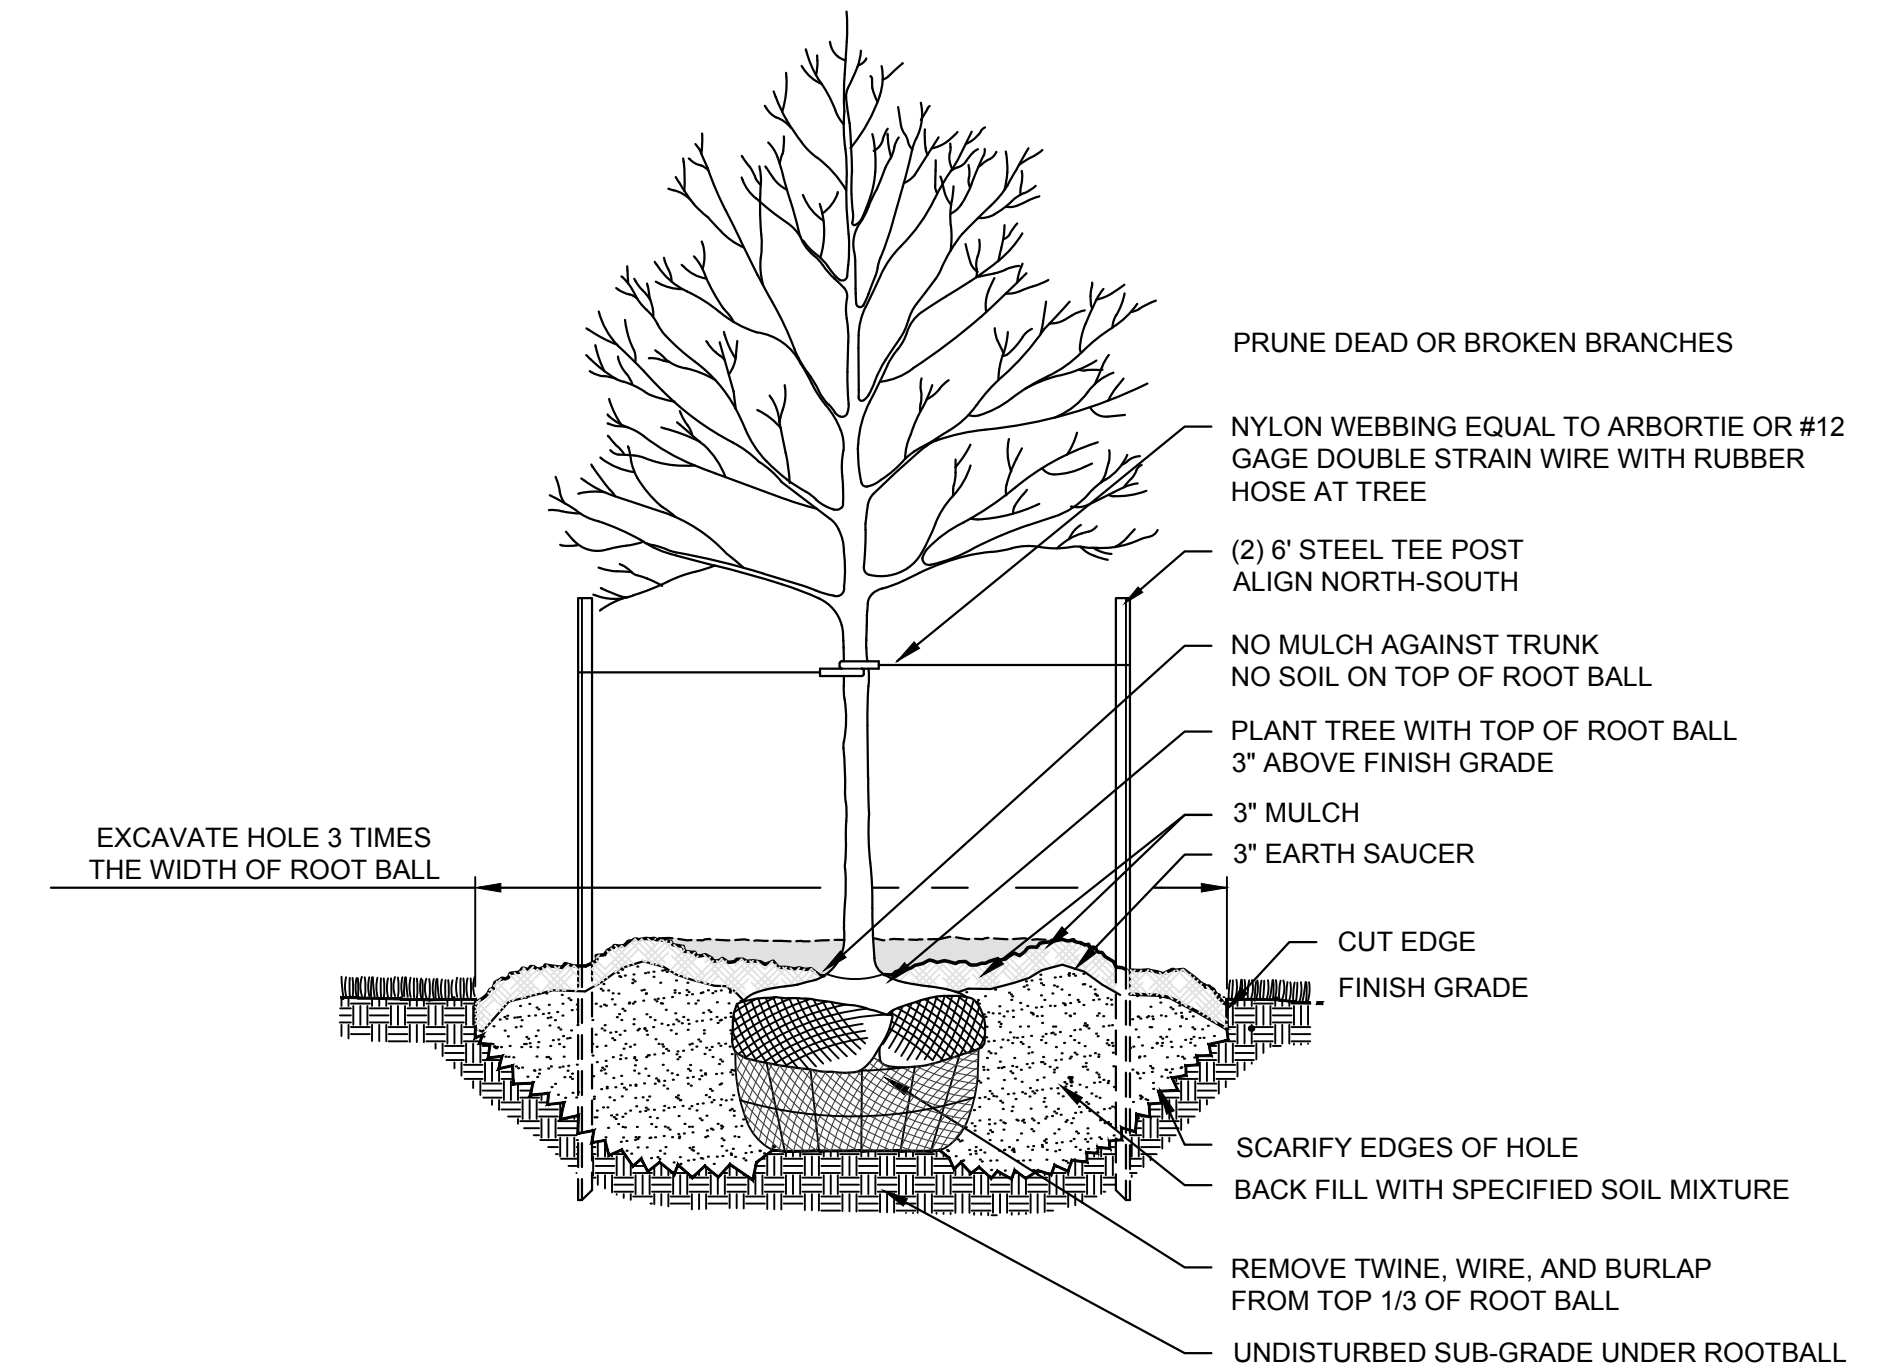 PRUNE DEAD OR BROKEN BRANCHES
NYLON WEBBING EQUAL TO ARBORTIE OR #12
GAGE DOUBLE STRAIN WIRE WITH RUBBER
HOSE AT TREE
(2) 6' STEEL TEE POST
ALIGN NORTH-SOUTH
NO MULCH AGAINST TRUNK
NO SOIL ON TOP OF ROOT BALL
PLANT TREE WITH TOP OF ROOT BALL
3" ABOVE FINISH GRADE
3" MULCH
3" EARTH SAUCER
EXCAVATE HOLE 3 TIMES
THE WIDTH OF ROOT BALL
CUT EDGE
FINISH GRADE
SCARIFY EDGES OF HOLE
BACK FILL WITH SPECIFIED SOIL MIXTURE
REMOVE TWINE, WIRE, AND BURLAP
FROM TOP 1/3 OF ROOT BALL
UNDISTURBED SUB-GRADE UNDER ROOTBALL